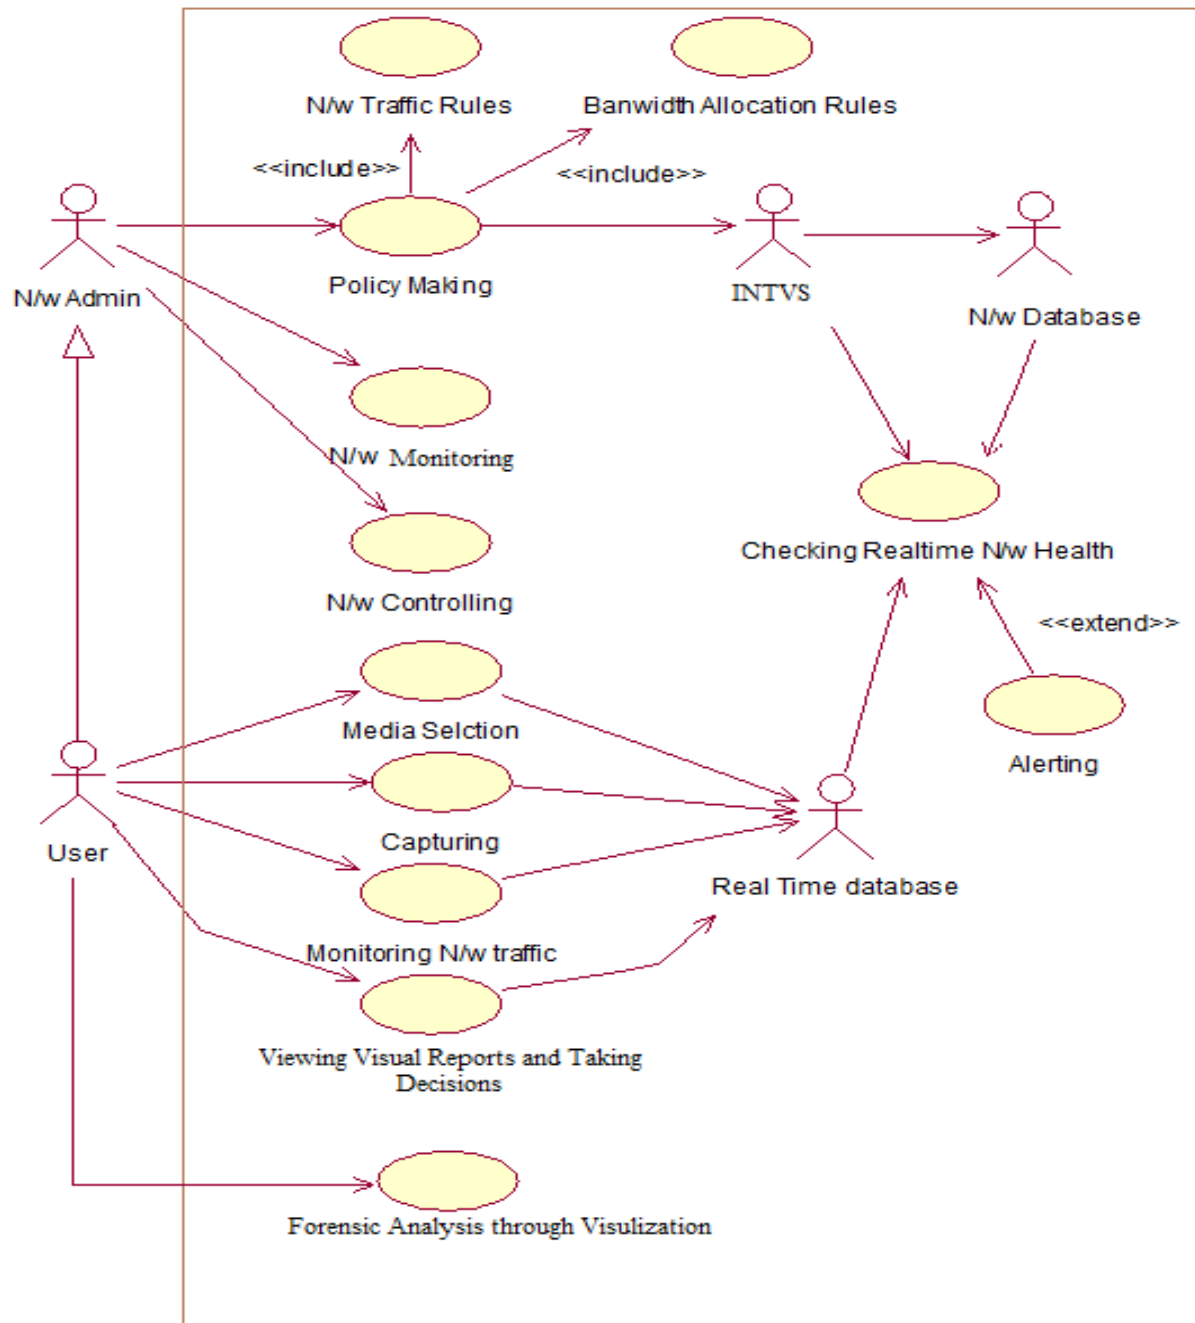 N/w Traffic Rules
Banwidth Allocation Rules
<<include>>
<<include>>
N/w Admin
Policy Making
INTVS
N/w Database
N/w Monitoring
Checking Realtime N/w Health
N/w Controlling
<<extend>>
Media Selction
Alerting
Capturing
User
Real Time database
Monitoring N/w traffic
Viewing Visual Reports and Taking
Decisions
Forensic Analysis through Visulization